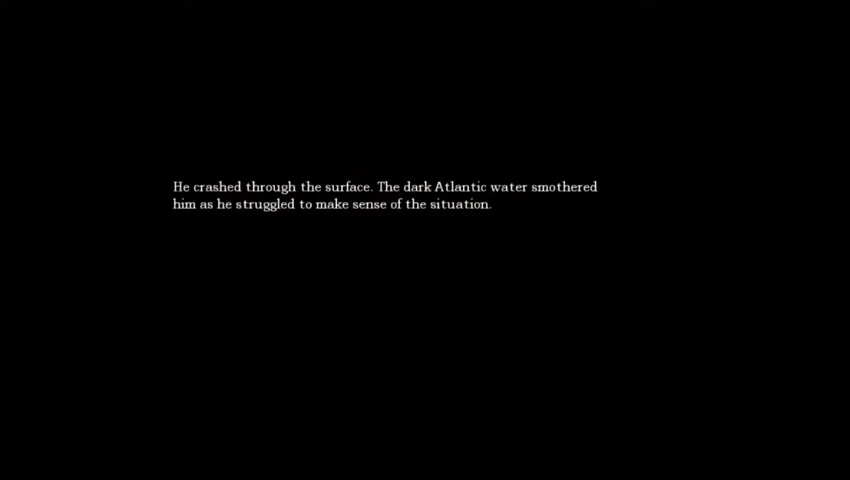 He crashed through the surface. The dark Atlantic water smothered
him as he struggled to make sense of the situation.